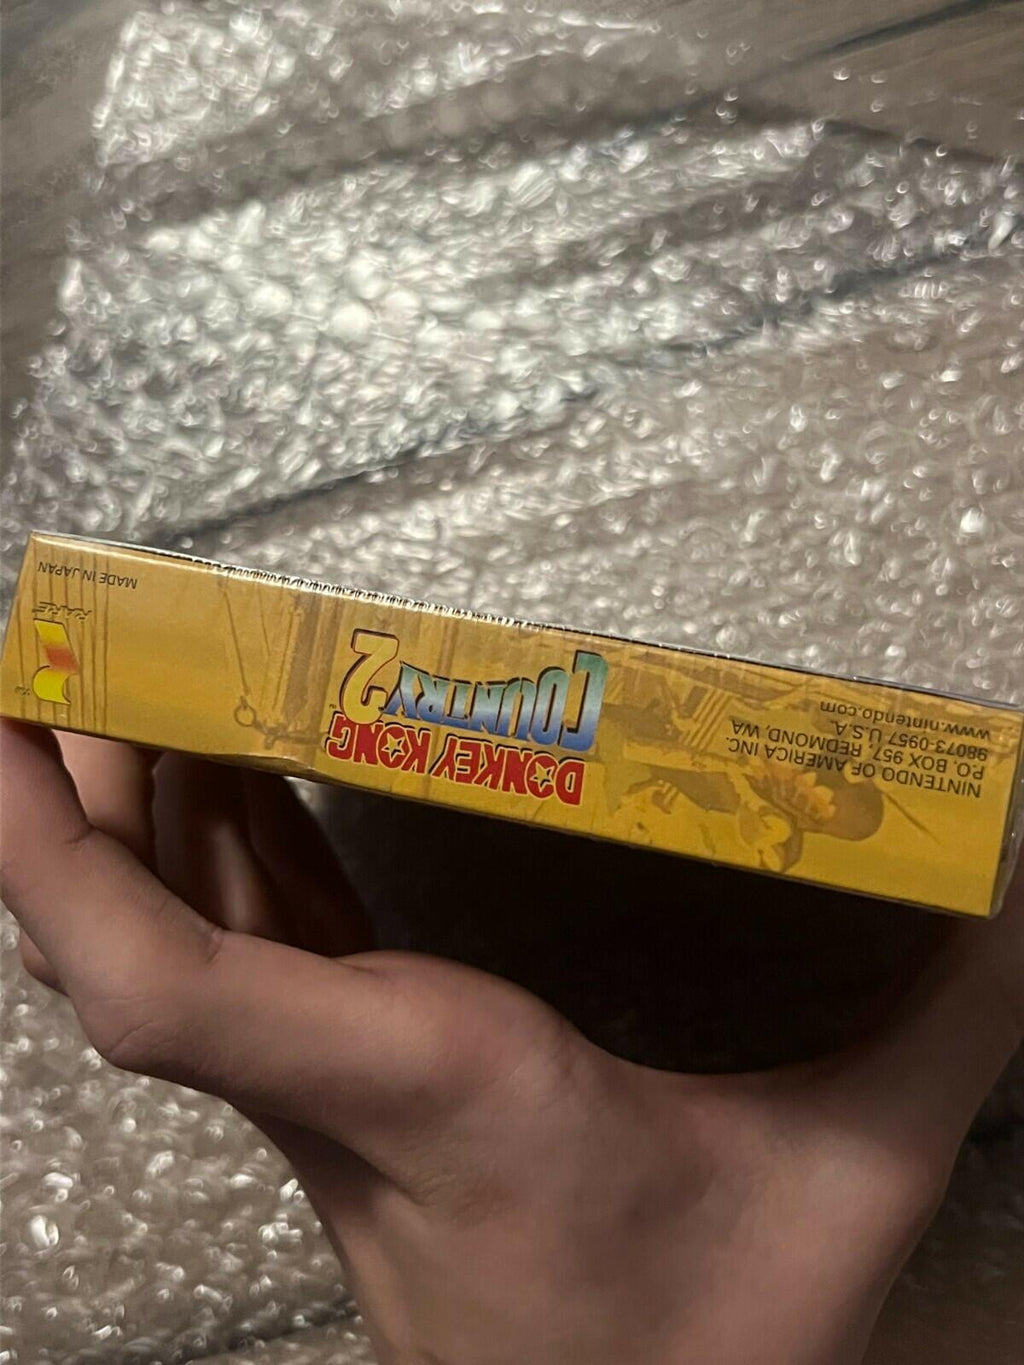 NINTENDO OF AMERICA INC.
P.O. BOX 957, REDMOND, WA
98073-0957 U.S.A.
www.nintendo.com
DONKEY KONG
COUNTRY 2
TM
RARE
MADE IN JAPAN